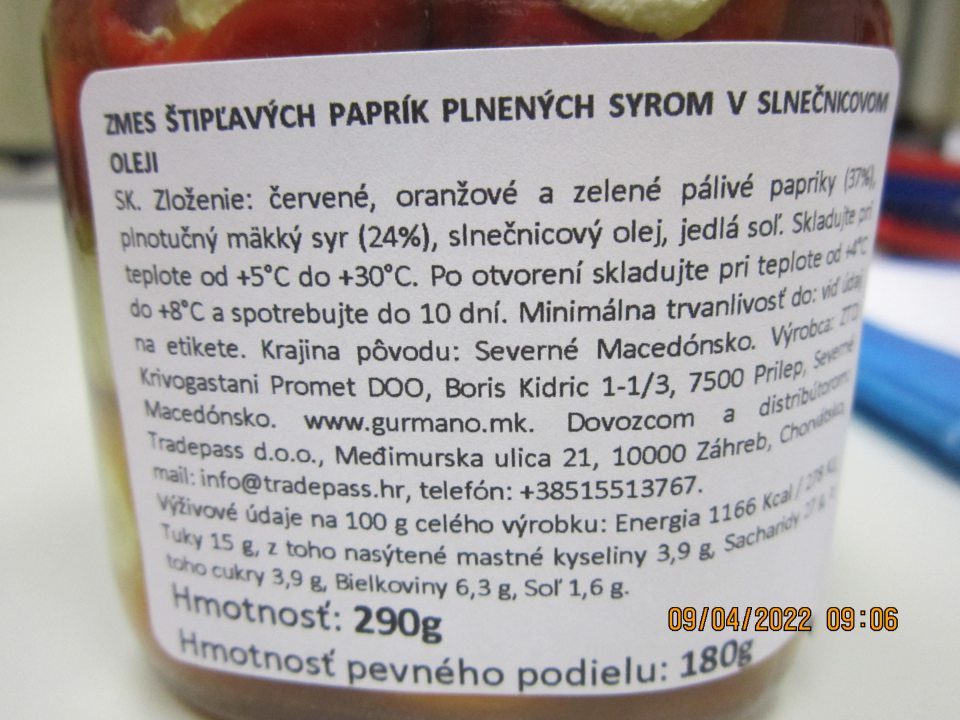 ZMES ŠTIPĽAVÝCH PAPRÍK PLNENÝCH SYROM V SLNEČNICOVOM
OLEJI
SK. Zloženie: červené, oranžové a zelené pálivé papriky (37%),
plnotučný mäkký syr (24%), slnečnicový olej, jedlá soľ. Skladujte pri
teplote od +5°C do +30°C. Po otvorení skladujte pri teplote od +4°C
do +8°C a spotrebujte do 10 dní. Minimálna trvanlivosť do: viď údaj
na etikete. Krajina pôvodu: Severné Macedónsko. Výrobca: ZTO
Krivogastani Promet DOO, Boris Kidric 1-1/3, 7500 Prilep, Severné
Macedónsko. www.gurmano.mk. Dovozcom a distribútorom:
Tradepass d.o.o., Međimurska ulica 21, 10000 Záhreb, Chorvátsko,
mail: info@tradepass.hr, telefón: +38515513767.
Výživové údaje na 100 g celého výrobku: Energia 1166 Kcal / 278 KJ,
Tuky 15 g, z toho nasýtené mastné kyseliny 3,9 g, Sacharidy
toho cukry 3,9 g, Bielkoviny 6,3 g, Soľ 1,6 g.
Hmotnosť: 290g
Hmotnosť pevného podielu: 180g
09/04/2022 09:06